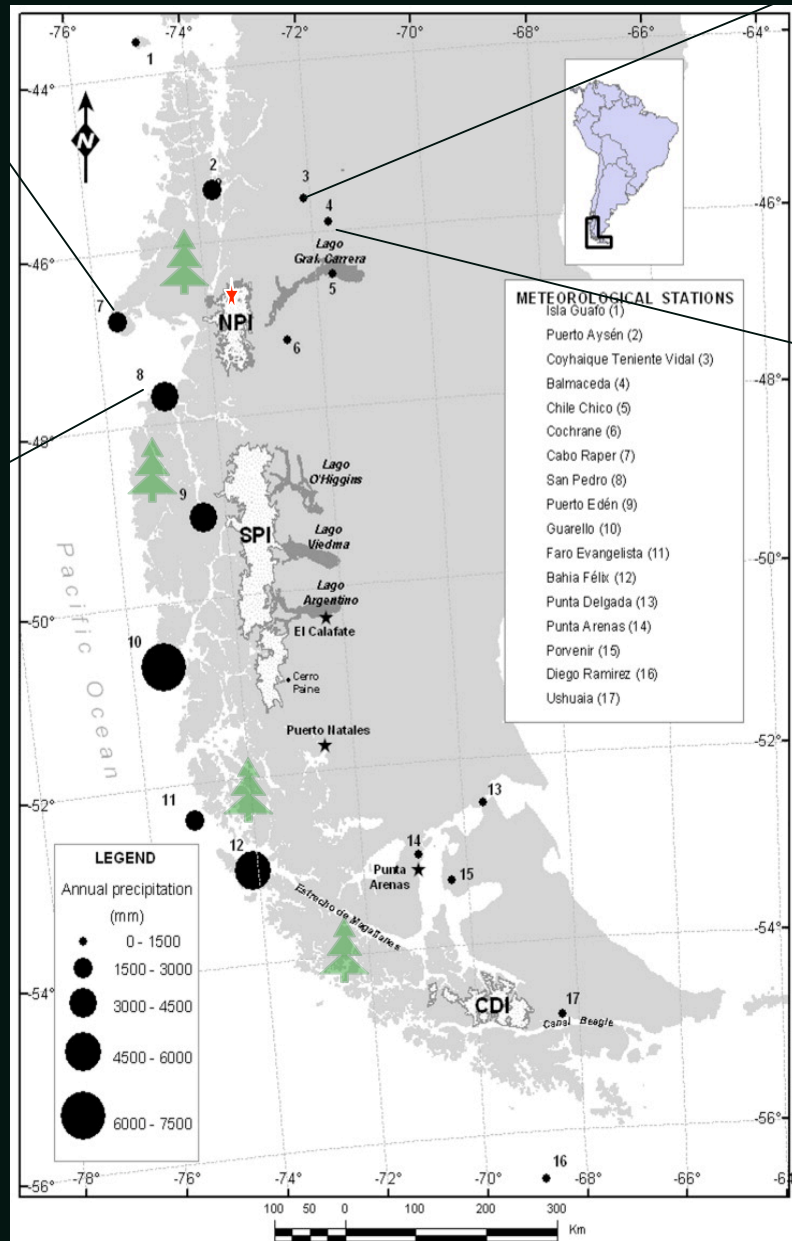 -76°
-74°
-72°
-70°
-68°
-66°
1
-44°
N
2
3
4
-46°
-46°
Lago
Gral. Carrera
5
7
NPI
METEOROLOGICAL STATIONS
Isla Guafo (1)
Puerto Aysén (2)
6
Coyhaique Teniente Vidal (3)
8
Balmaceda (4)
-48°
Chile Chico (5)
Cochrane (6)
-48°
Cabo Raper (7)
San Pedro (8)
9
Lago
O'Higgins
Puerto Edén (9)
Guarello (10)
SPI
Lago
Viedma
Faro Evangelista (11)
-50°
Bahia Félix (12)
Lago
Argentino
Punta Delgada (13)
-50°
El Calafate
Punta Arenas (14)
10
Porvenir (15)
Cerro
Paine
Diego Ramirez (16)
Ushuaia (17)
Pacific Ocean
Puerto Natales
-52°
11
-52°
13
12
14
Punta
Arenas
15
LEGEND
Annual precipitation
(mm)
0 - 1500
1500 - 3000
3000 - 4500
4500 - 6000
6000 - 7500
Estrecho de Magallanes
-54°
-54°
CDI
17
Canal Beagle
-56°
16
-56°
-78°
-76°
-74°
-72°
-70°
-68°
-66°
100 50 0 100 200 300
Km